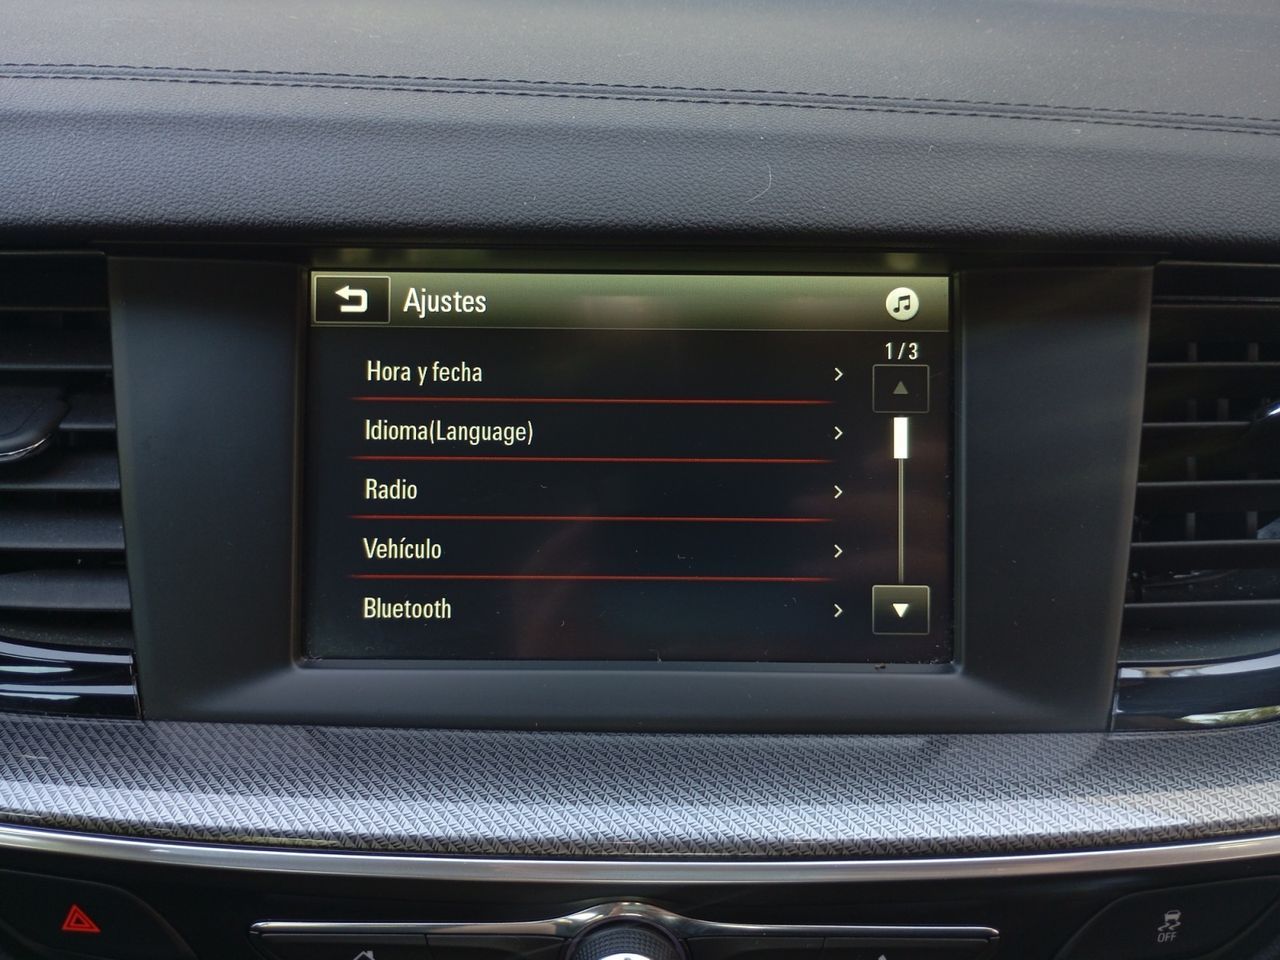 Ajustes
1/3
Hora y fecha
Idioma(Language)
Radio
Vehículo
Bluetooth
OFF